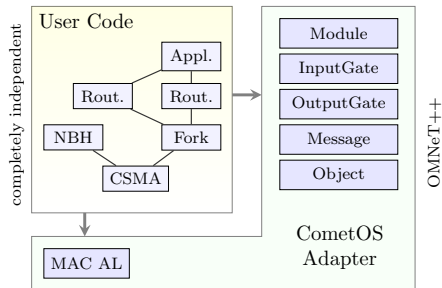 User Code
Appl.
Rout.
Rout.
NBH
Fork
CSMA
completely independent
Module
InputGate
OutputGate
Message
Object
OMNeT++
CometOS
Adapter
MAC AL